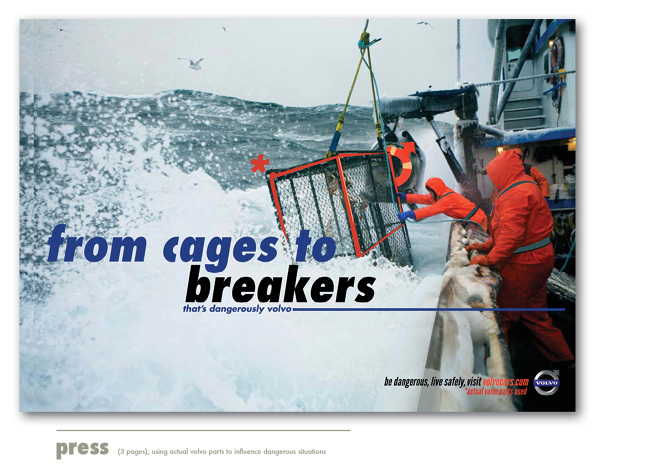 *
from cages to
breakers
that's dangerously volvo
be dangerous, live safely, visit volvocars.com
*actual volvo parts used
VOLVO
press (3 pages); using actual volvo parts to influence dangerous situations